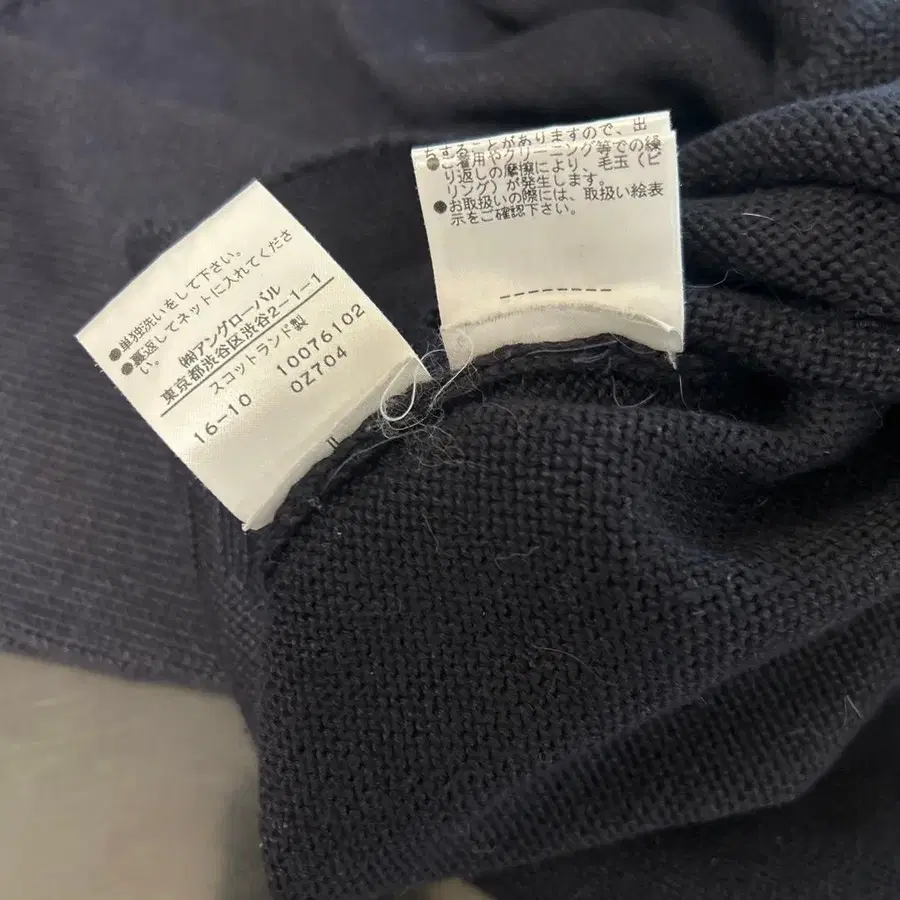 ●単独洗いをして下さい。
●裏返してネットに入れてくださ
い。
㈱アングローバル
東京都渋谷区渋谷2-1-1
スコットランド製
16-10 10076102
0Z704
ちすることがありますので、出
●ご着用やクリーニング等での繰
り返しの摩擦により、毛玉（ピ
リング）が発生します。
●お取扱いの際には、取扱い絵表
示をご確認下さい。
--------